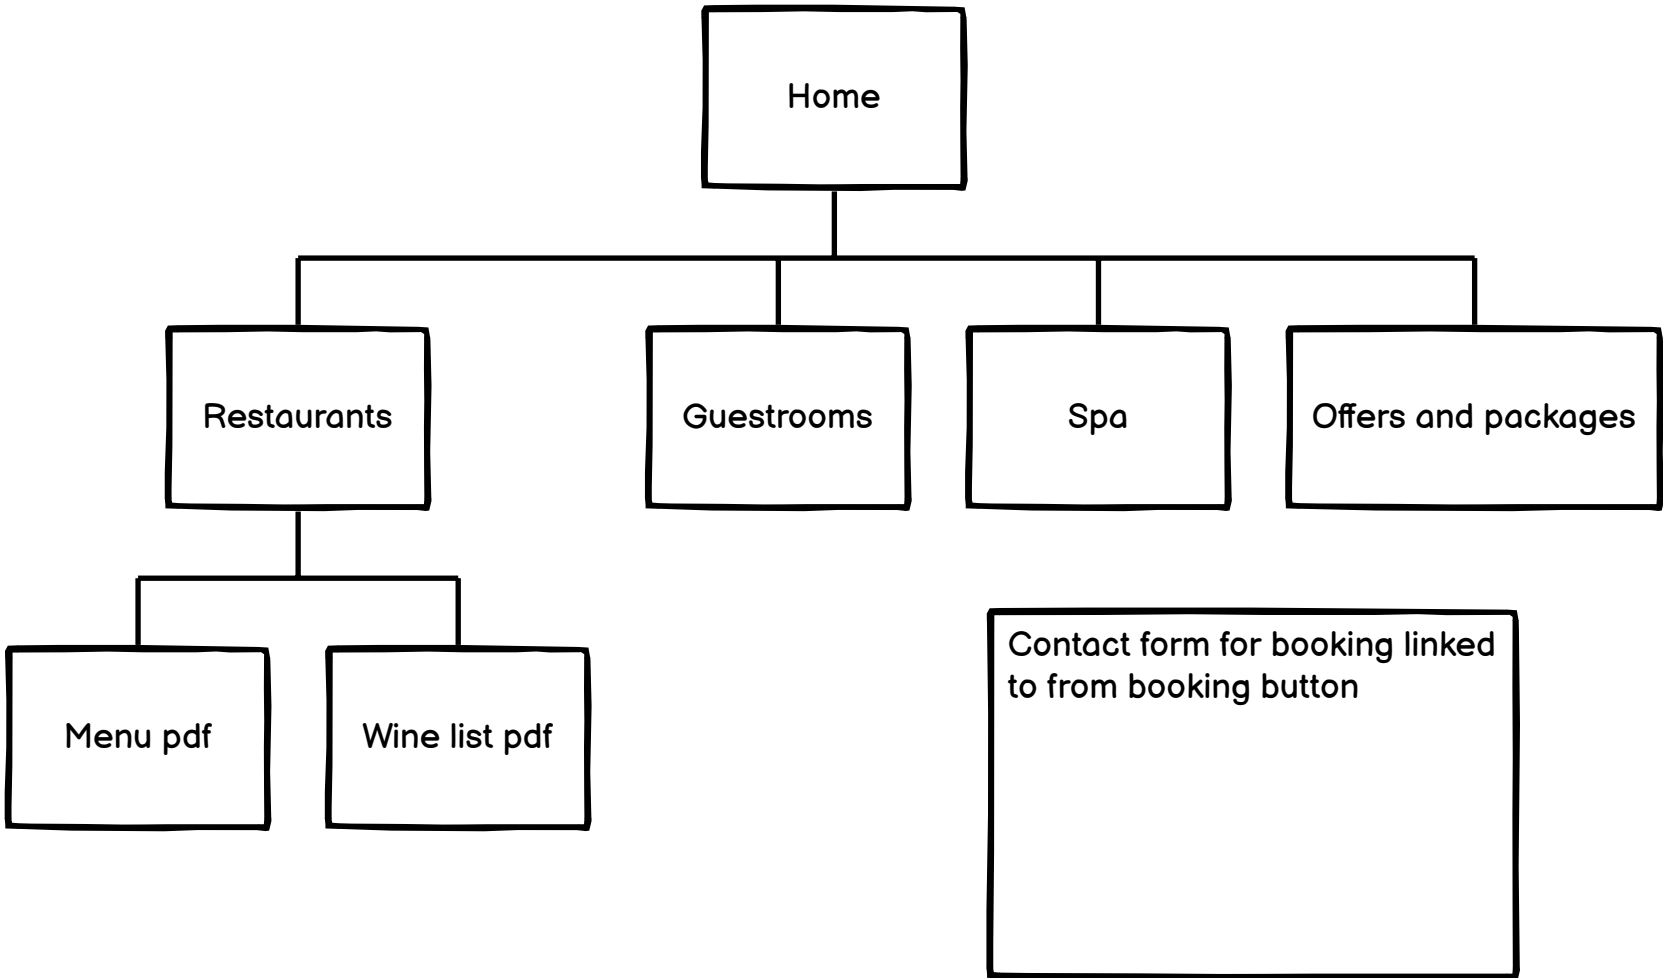 Home
Restaurants
Guestrooms
Spa
Offers and packages
Contact form for booking linked
to from booking button
Menu pdf
Wine list pdf